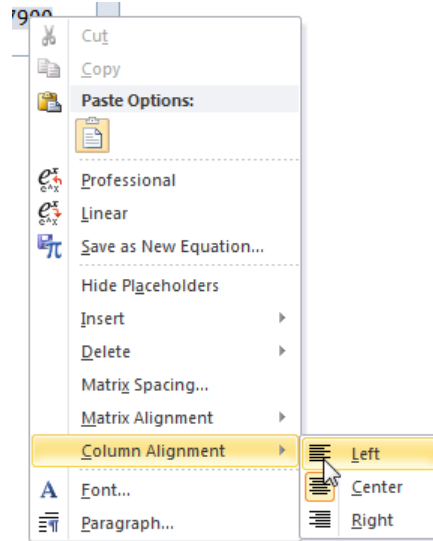 7900
Cut
Copy
Paste Options:
Professional
Linear
Save as New Equation...
Hide Placeholders
Insert
Delete
Matrix Spacing...
Matrix Alignment
Column Alignment
Left
Center
Right
Font...
Paragraph...